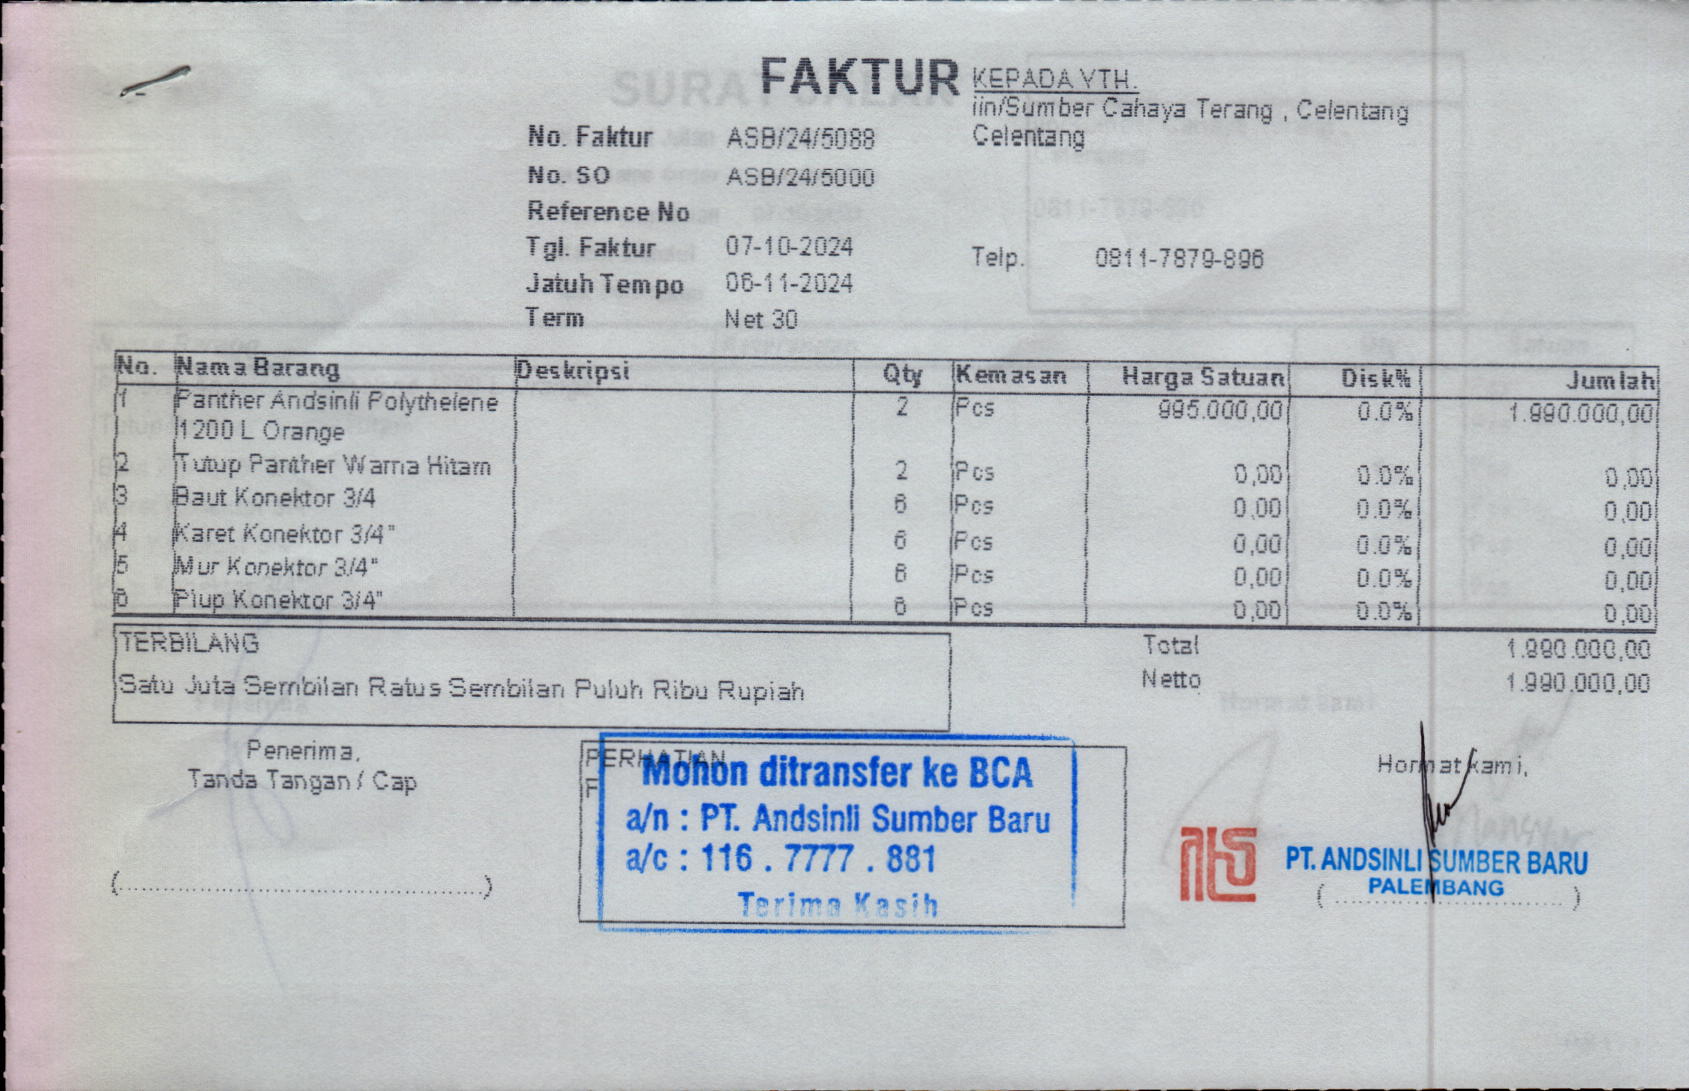 FAKTUR
KEPADA YTH.
iin/Sumber Cahaya Terang , Celentang
Celentang
No. Faktur ASB/24/5088
No. SO ASB/24/5000
Reference No
Tgl. Faktur 07-10-2024
Telp. 0811-7879-896
Jatuh Tempo 06-11-2024
Term Net 30
No. Nama Barang Deskripsi Qty Kemasan Harga Satuan Disk% Jumlah
1 Panther Andsinli Polythelene 2 Pcs 995.000,00 0.0% 1.990.000,00
1200 L Orange
2 Tutup Panther Warna Hitam 2 Pcs 0,00 0.0% 0,00
3 Baut Konektor 3/4 6 Pcs 0,00 0.0% 0,00
4 Karet Konektor 3/4" 6 Pcs 0,00 0.0% 0,00
5 Mur Konektor 3/4" 6 Pcs 0,00 0.0% 0,00
6 Plup Konektor 3/4" 6 Pcs 0,00 0.0% 0,00
TERBILANG
Satu Juta Sembilan Ratus Sembilan Puluh Ribu Rupiah
Total 1.990.000,00
Netto 1.990.000,00
Penerima,
Tanda Tangan / Cap
PERHATIAN
Mohon ditransfer ke BCA
a/n : PT. Andsinli Sumber Baru
a/c : 116 . 7777 . 881
Terima Kasih
Hormat kami,
PT. ANDSINLI SUMBER BARU
PALEMBANG